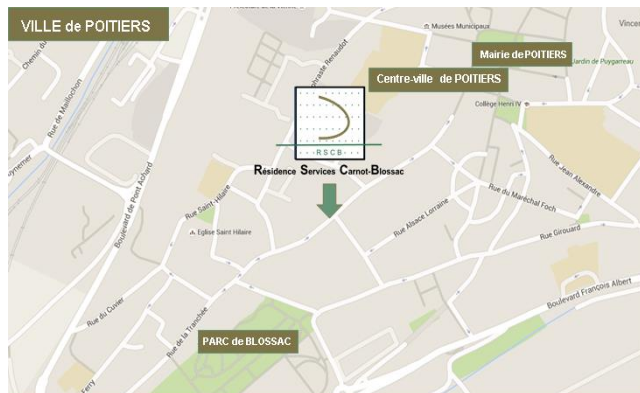 VILLE de POITIERS
Musées Municipaux
Mairie de POITIERS
Jardin de Puygarreau
Centre-ville de POITIERS
Collège Henri IV
-RSCB-
Résidence Services Carnot-Blossac
Rue de Maillochon
Boulevard de Pont Achard
Rue Saint-Hilaire
Eglise Saint Hilaire
Rue Jean Alexandre
Rue du Maréchal Foch
Rue Alsace Lorraine
Rue Girouard
Boulevard François Albert
Rue du Cuvier
Rue de la Tranchée
PARC de BLOSSAC
Ferry